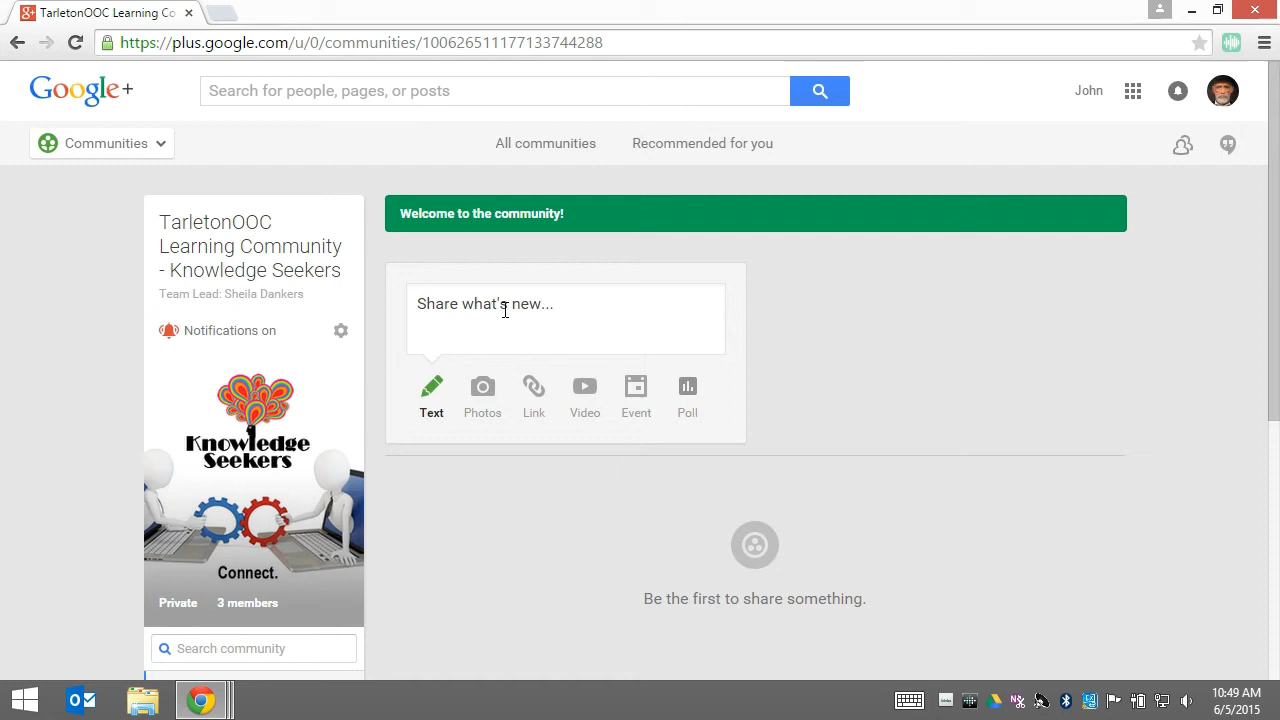 TarletonOOC Learning Co
https://plus.google.com/u/0/communities/100626511177133744288
Google+
Search for people, pages, or posts
John
Communities
All communities
Recommended for you
TarletonOOC
Learning Community
- Knowledge Seekers
Team Lead: Sheila Dankers
Notifications on
Knowledge
Seekers
Connect.
Private 3 members
Search community
Welcome to the community!
Share what's new...
Text Photos Link Video Event Poll
Be the first to share something.
10:49 AM
6/5/2015